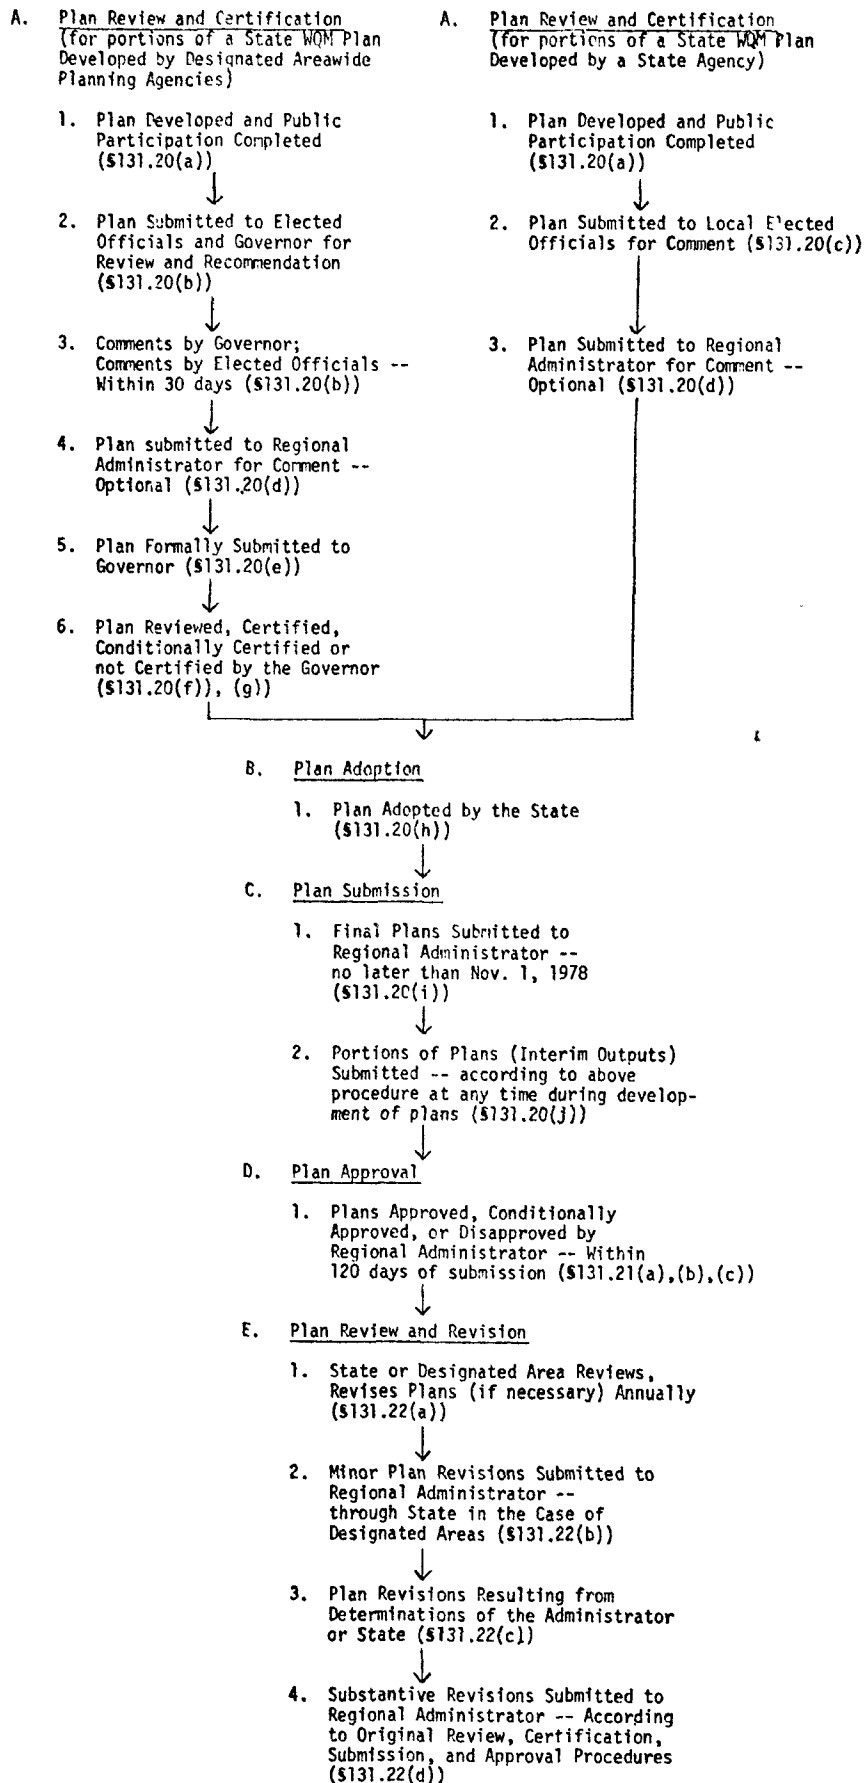 A. Plan Review and Certification
(for portions of a State WQM Plan
Developed by Designated Areawide
Planning Agencies)
1. Plan Developed and Public
Participation Completed
(§131.20(a))
2. Plan Submitted to Elected
Officials and Governor for
Review and Recommendation
(§131.20(b))
3. Comments by Governor;
Comments by Elected Officials --
Within 30 days (§131.20(b))
4. Plan submitted to Regional
Administrator for Comment --
Optional (§131.20(d))
5. Plan Formally Submitted to
Governor (§131.20(e))
6. Plan Reviewed, Certified,
Conditionally Certified or
not Certified by the Governor
(§131.20(f)), (g))
A. Plan Review and Certification
(for portions of a State WQM Plan
Developed by a State Agency)
1. Plan Developed and Public
Participation Completed
(§131.20(a))
2. Plan Submitted to Local Elected
Officials for Comment (§131.20(c))
3. Plan Submitted to Regional
Administrator for Comment --
Optional (§131.20(d))
B. Plan Adoption
1. Plan Adopted by the State
(§131.20(h))
C. Plan Submission
1. Final Plans Submitted to
Regional Administrator --
no later than Nov. 1, 1978
(§131.20(i))
2. Portions of Plans (Interim Outputs)
Submitted -- according to above
procedure at any time during develop-
ment of plans (§131.20(j))
D. Plan Approval
1. Plans Approved, Conditionally
Approved, or Disapproved by
Regional Administrator -- Within
120 days of submission (§131.21(a),(b),(c))
E. Plan Review and Revision
1. State or Designated Area Reviews,
Revises Plans (if necessary) Annually
(§131.22(a))
2. Minor Plan Revisions Submitted to
Regional Administrator --
through State in the Case of
Designated Areas (§131.22(b))
3. Plan Revisions Resulting from
Determinations of the Administrator
or State (§131.22(c))
4. Substantive Revisions Submitted to
Regional Administrator -- According
to Original Review, Certification,
Submission, and Approval Procedures
(§131.22(d))